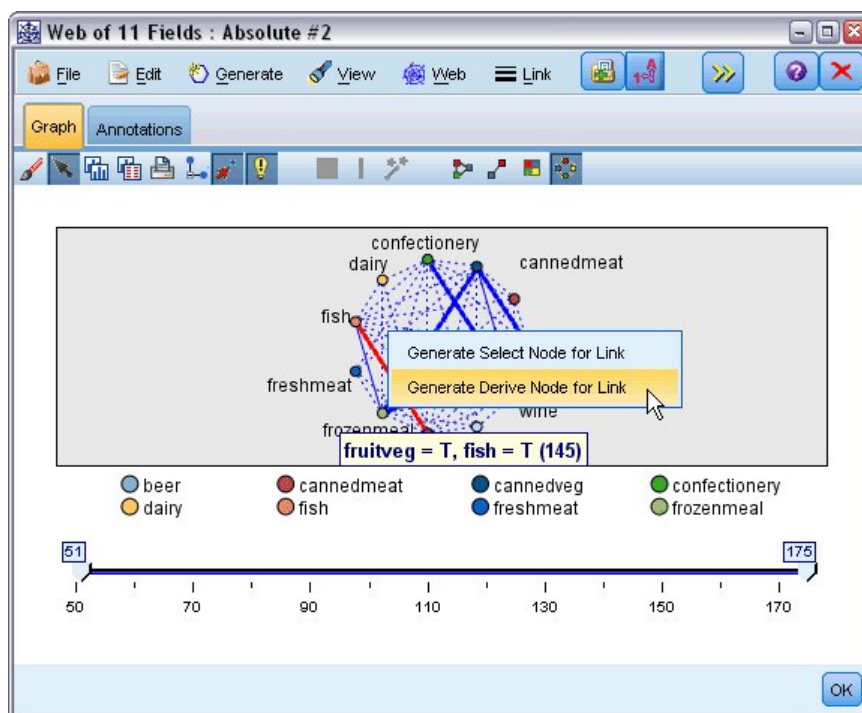 Web of 11 Fields : Absolute #2
File Edit Generate View Web Link
Graph Annotations
confectionery
dairy
cannedmeat
fish
Generate Select Node for Link
freshmeat
Generate Derive Node for Link
wine
frozenmeal
fruitveg = T, fish = T (145)
beer cannedmeat cannedveg confectionery
dairy fish freshmeat frozenmeal
51 175
50 70 90 110 130 150 170
OK